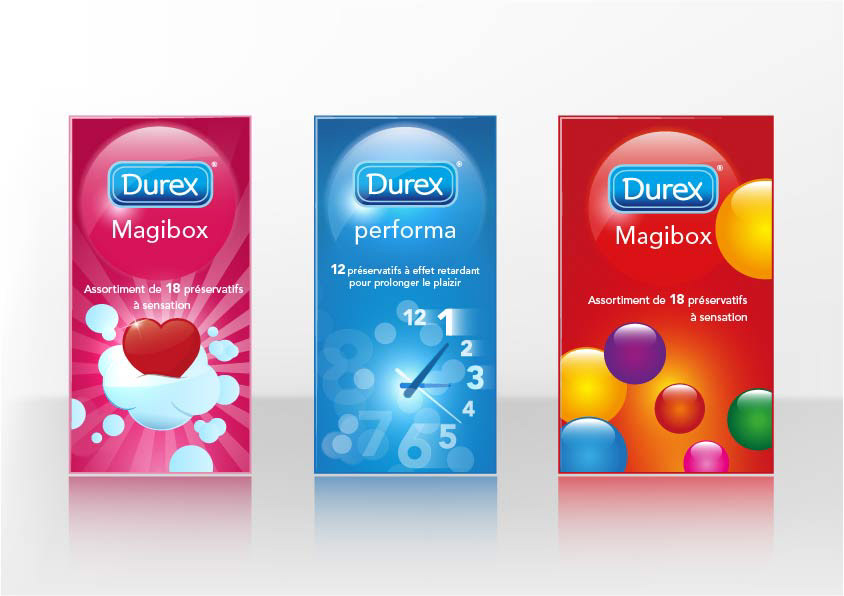 Durex®
Magibox
Assortiment de 18 préservatifs
à sensation
Durex®
performa
12 préservatifs à effet retardant
pour prolonger le plaizir
12 1
2
3
4
5
6
7
8
Durex®
Magibox
Assortiment de 18 préservatifs
à sensation